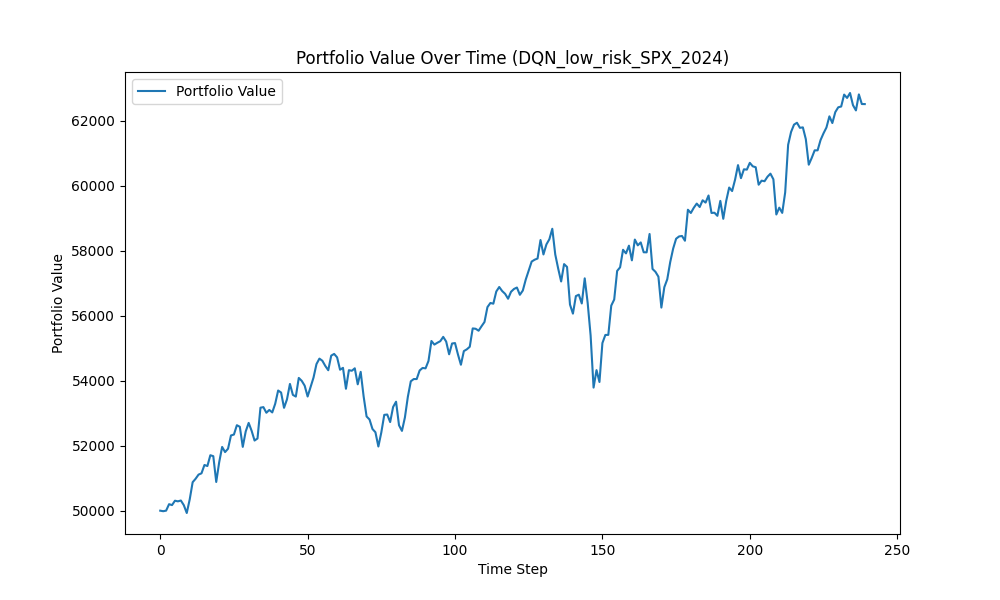 Portfolio Value Over Time (DQN_low_risk_SPX_2024)
Portfolio Value
62000
60000
58000
56000
54000
52000
50000
Portfolio Value
0 50 100 150 200 250
Time Step